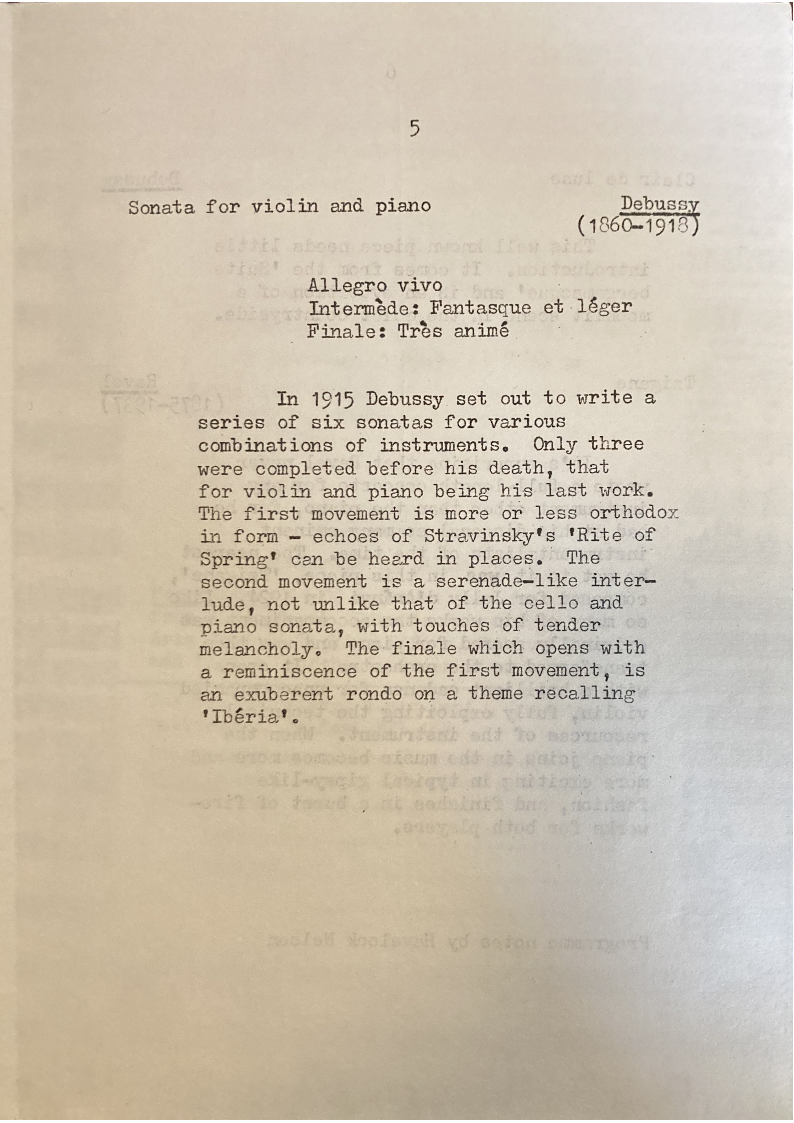 5
Sonata for violin and piano Debussy
(1860-1918)
Allegro vivo
Intermède: Fantasque et léger
Finale: Très animé
In 1915 Debussy set out to write a
series of six sonatas for various
combinations of instruments. Only three
were completed before his death, that
for violin and piano being his last work.
The first movement is more or less orthodox
in form - echoes of Stravinsky's 'Rite of
Spring' can be heard in places. The
second movement is a serenade-like inter-
lude, not unlike that of the cello and
piano sonata, with touches of tender
melancholy. The finale which opens with
a reminiscence of the first movement, is
an exuberent rondo on a theme recalling
'Ibéria'.